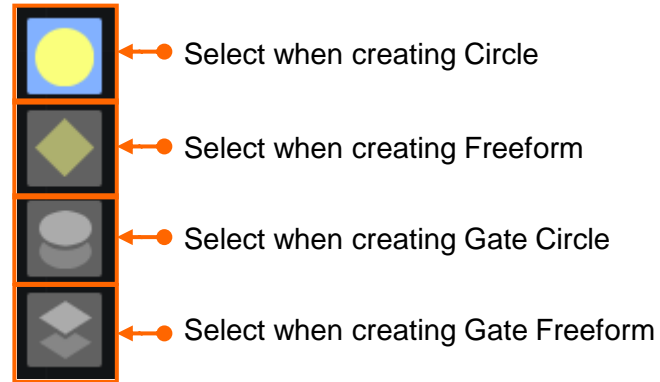 Select when creating Circle
Select when creating Freeform
Select when creating Gate Circle
Select when creating Gate Freeform